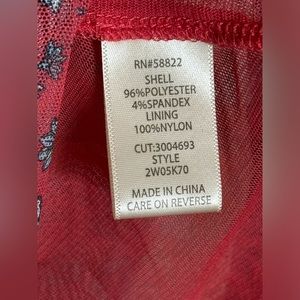 RN#58822
SHELL
96%POLYESTER
4%SPANDEX
LINING
100%NYLON
CUT:3004693
STYLE
2W05K70
MADE IN CHINA
CARE ON REVERSE